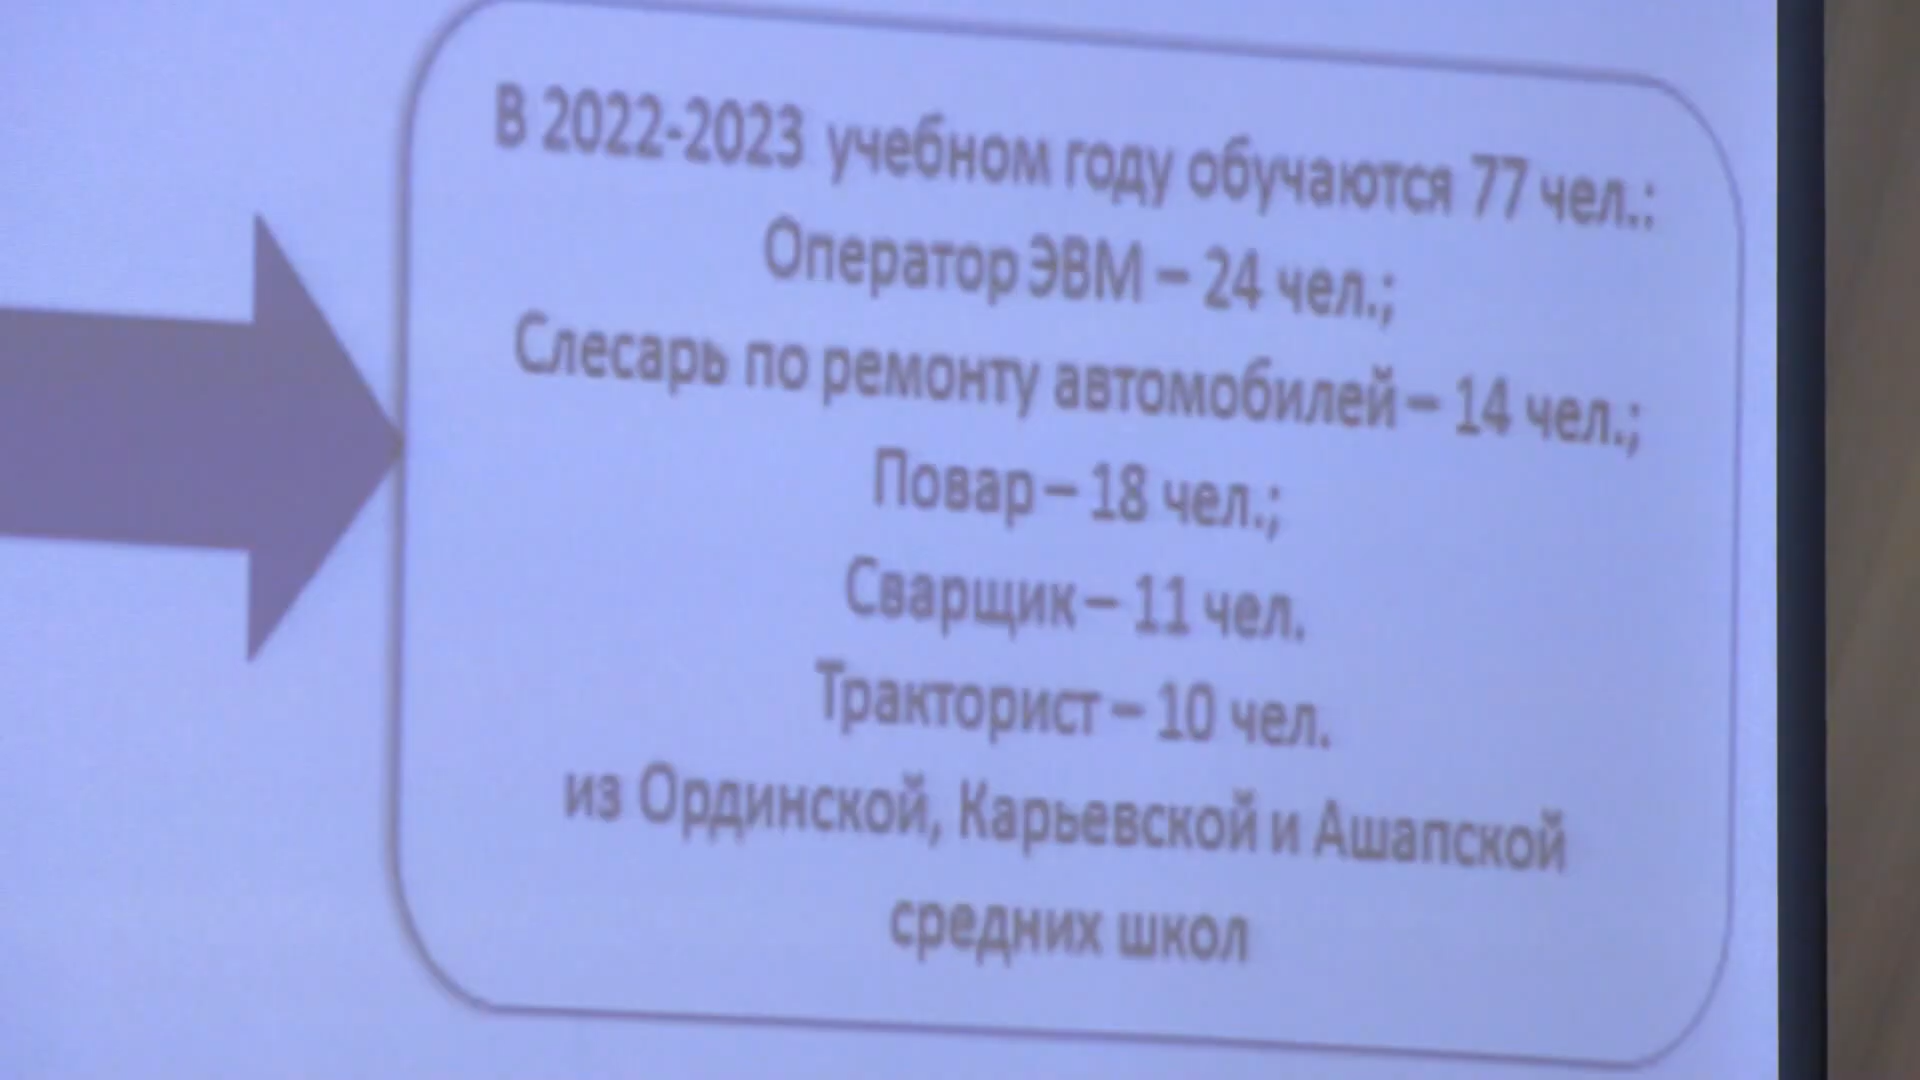 В 2022-2023 учебном году обучаются 77 чел.:
Оператор ЭВМ – 24 чел.;
Слесарь по ремонту автомобилей – 14 чел.;
Повар – 18 чел.;
Сварщик – 11 чел.
Тракторист – 10 чел.
из Ординской, Карьевской и Ашапской
средних школ